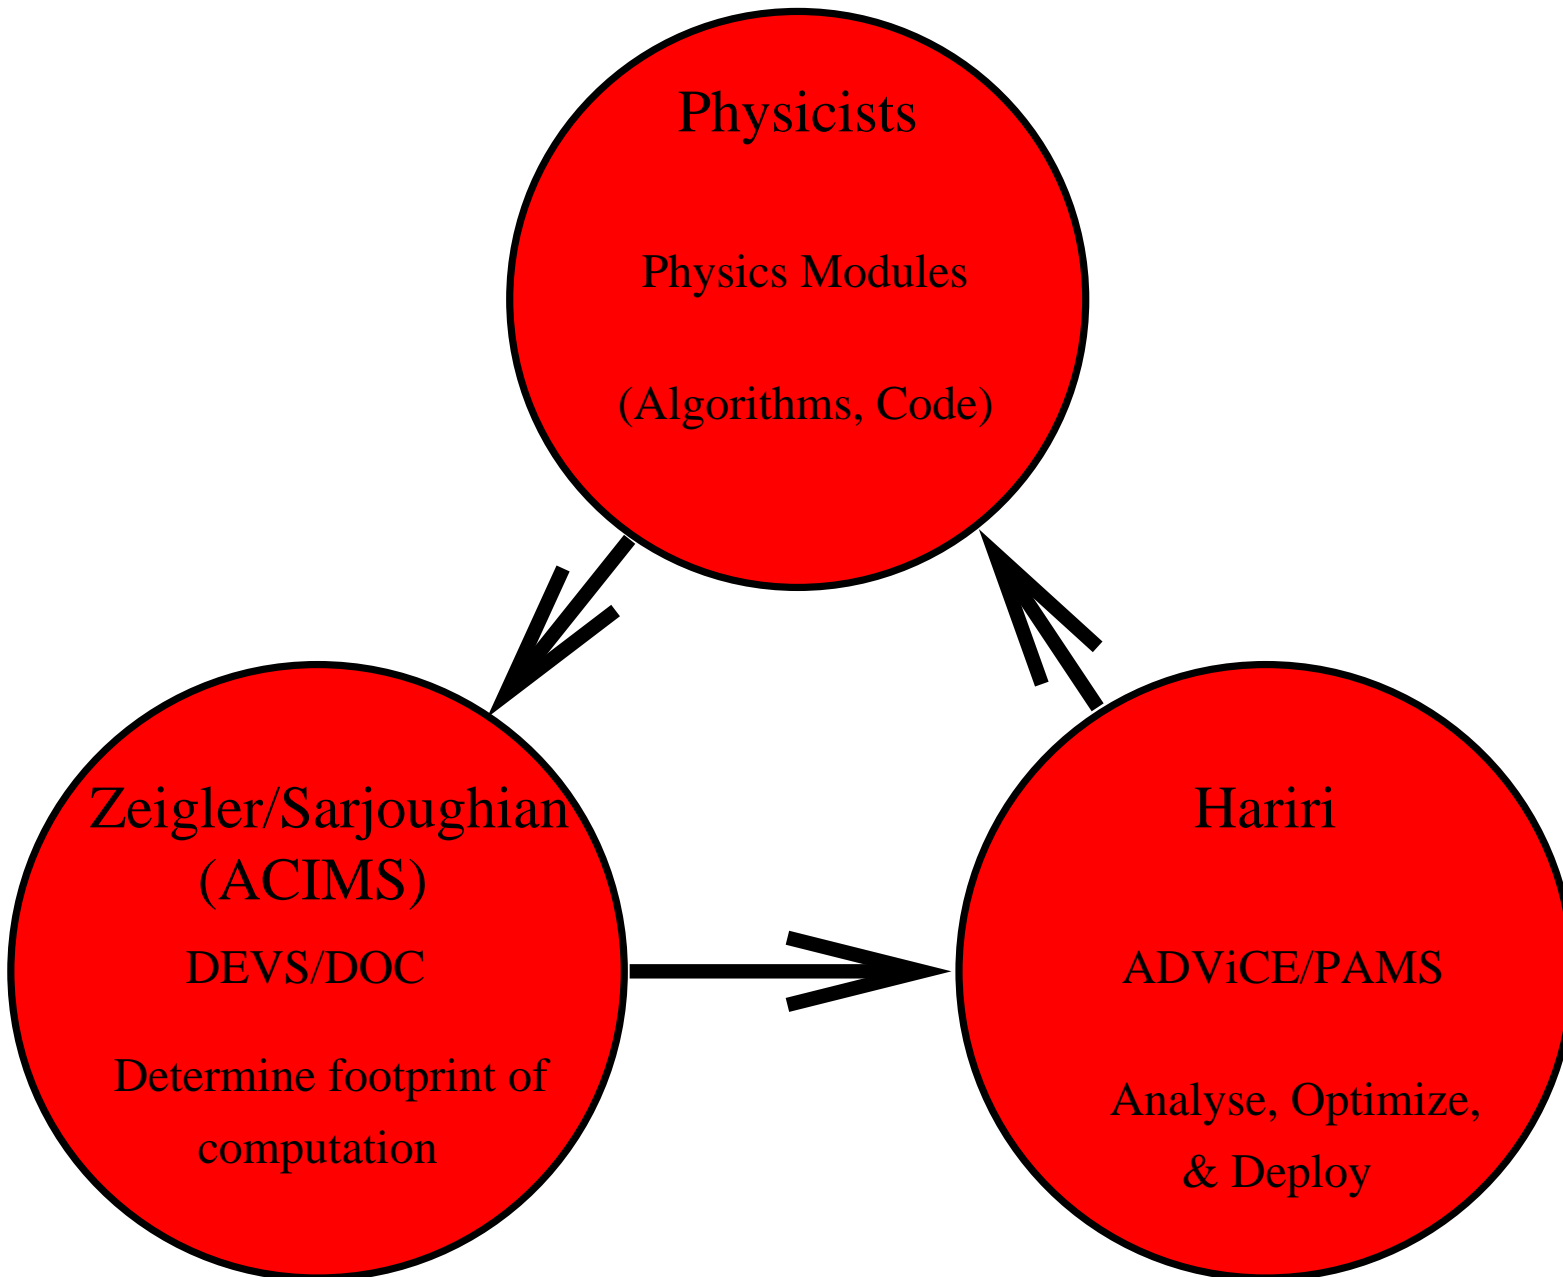 Physicists
Physics Modules
(Algorithms, Code)
Zeigler/Sarjoughian
(ACIMS)
DEVS/DOC
Determine footprint of
computation
Hariri
ADViCE/PAMS
Analyse, Optimize,
& Deploy